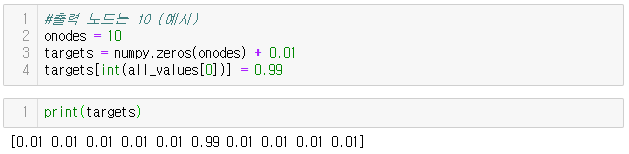 1 #출력 노드는 10 (예시)
2 onodes = 10
3 targets = numpy.zeros(onodes) + 0.01
4 targets[int(all_values[0])] = 0.99
1 print(targets)
[0.01 0.01 0.01 0.01 0.01 0.99 0.01 0.01 0.01 0.01]